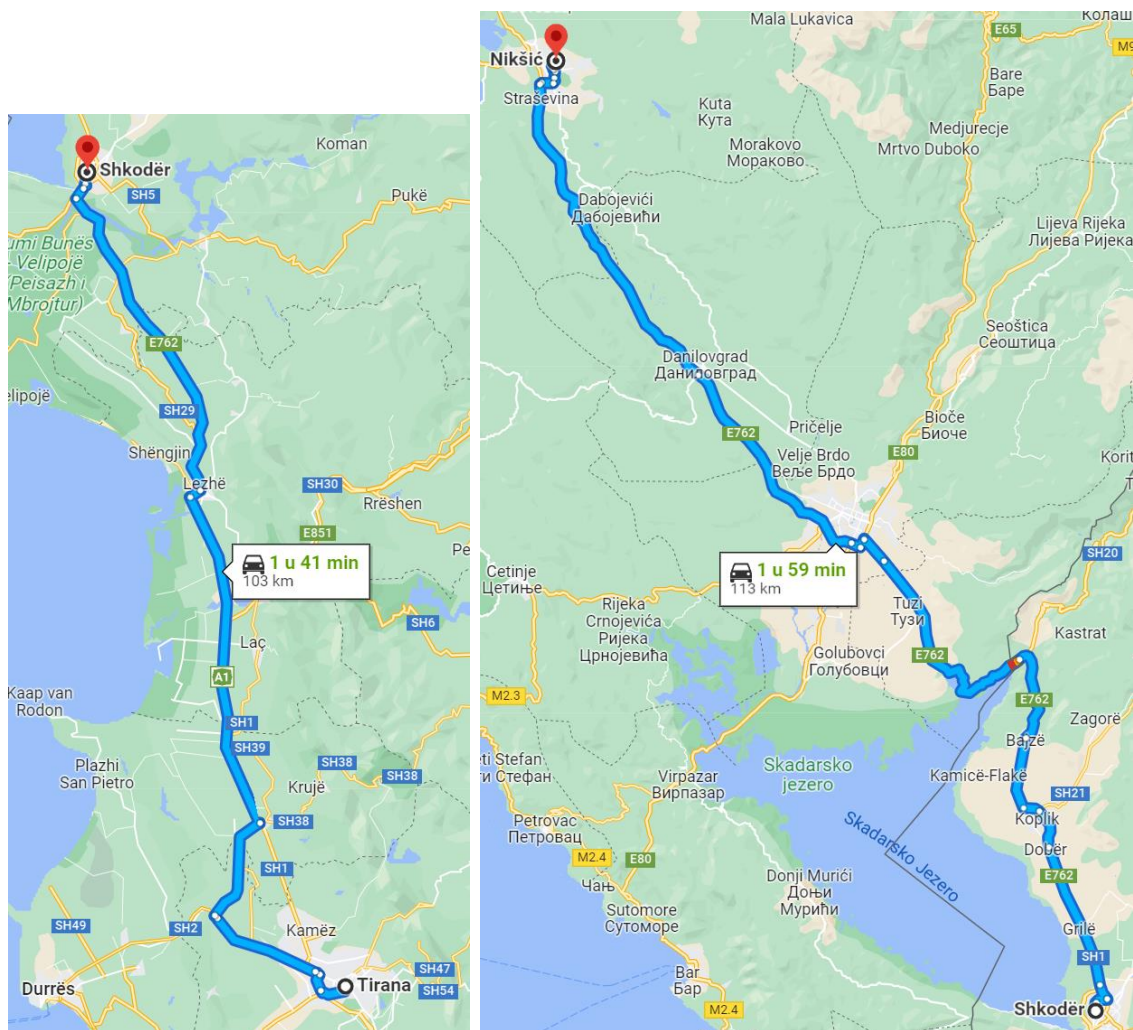 Koman
Shkodër
SH5
Pukë
umi Bunës
- Velipojë
(Peisazh i
Mbrojtur)
E762
elipojë
SH29
Shëngjin
Lezhë
SH30
Rrëshen
E851
1 u 41 min
103 km
SH6
Laç
A1
Kaap van
Rodon
SH1
SH39
Plazhi
San Pietro
SH38
SH38
Krujë
SH38
SH1
SH49
SH2
Kamëz
SH47
Tirana
SH54
Durrës
Mala Lukavica
Колаш
E65
M9
Nikšić
Straševina
Bare
Баре
Kuta
Кута
Medjurecje
Mrtvo Duboko
Morakovo
Мораково
Dabojevići
Дабојевићи
Lijeva Rijeka
Лијева Ријека
Seoštica
Сеоштица
Danilovgrad
Даниловград
Bioče
Биоче
Pričelje
E762
Velje Brdo
Веље Брдо
E80
Korit
SH20
1 u 59 min
113 km
Cetinje
Цетиње
Rijeka
Crnojevića
Ријека
Црнојевића
Tuzi
Тузи
Kastrat
Golubovci
Голубовци
E762
M2.3
E762
Zagorë
Bajzë
ti Stefan
ти Стефан
Virpazar
Вирпазар
Skadarsko
jezero
Kamicë-Flakë
SH21
Koplik
Petrovac
Петровац
Skadarsko Jezero
Dobër
M2.4
E80
E762
Чањ
Donji Murići
Доњи
Мурићи
Sutomore
Сутоморе
Grilë
SH1
Bar
Бар
M2.4
Shkodër